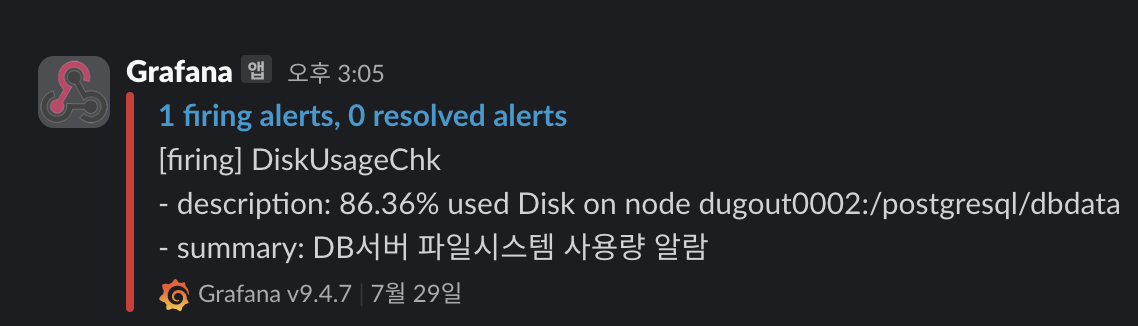 Grafana 앱 오후 3:05
1 firing alerts, 0 resolved alerts
[firing] DiskUsageChk
- description: 86.36% used Disk on node dugout0002:/postgresql/dbdata
- summary: DB서버 파일시스템 사용량 알람
Grafana v9.4.7 | 7월 29일